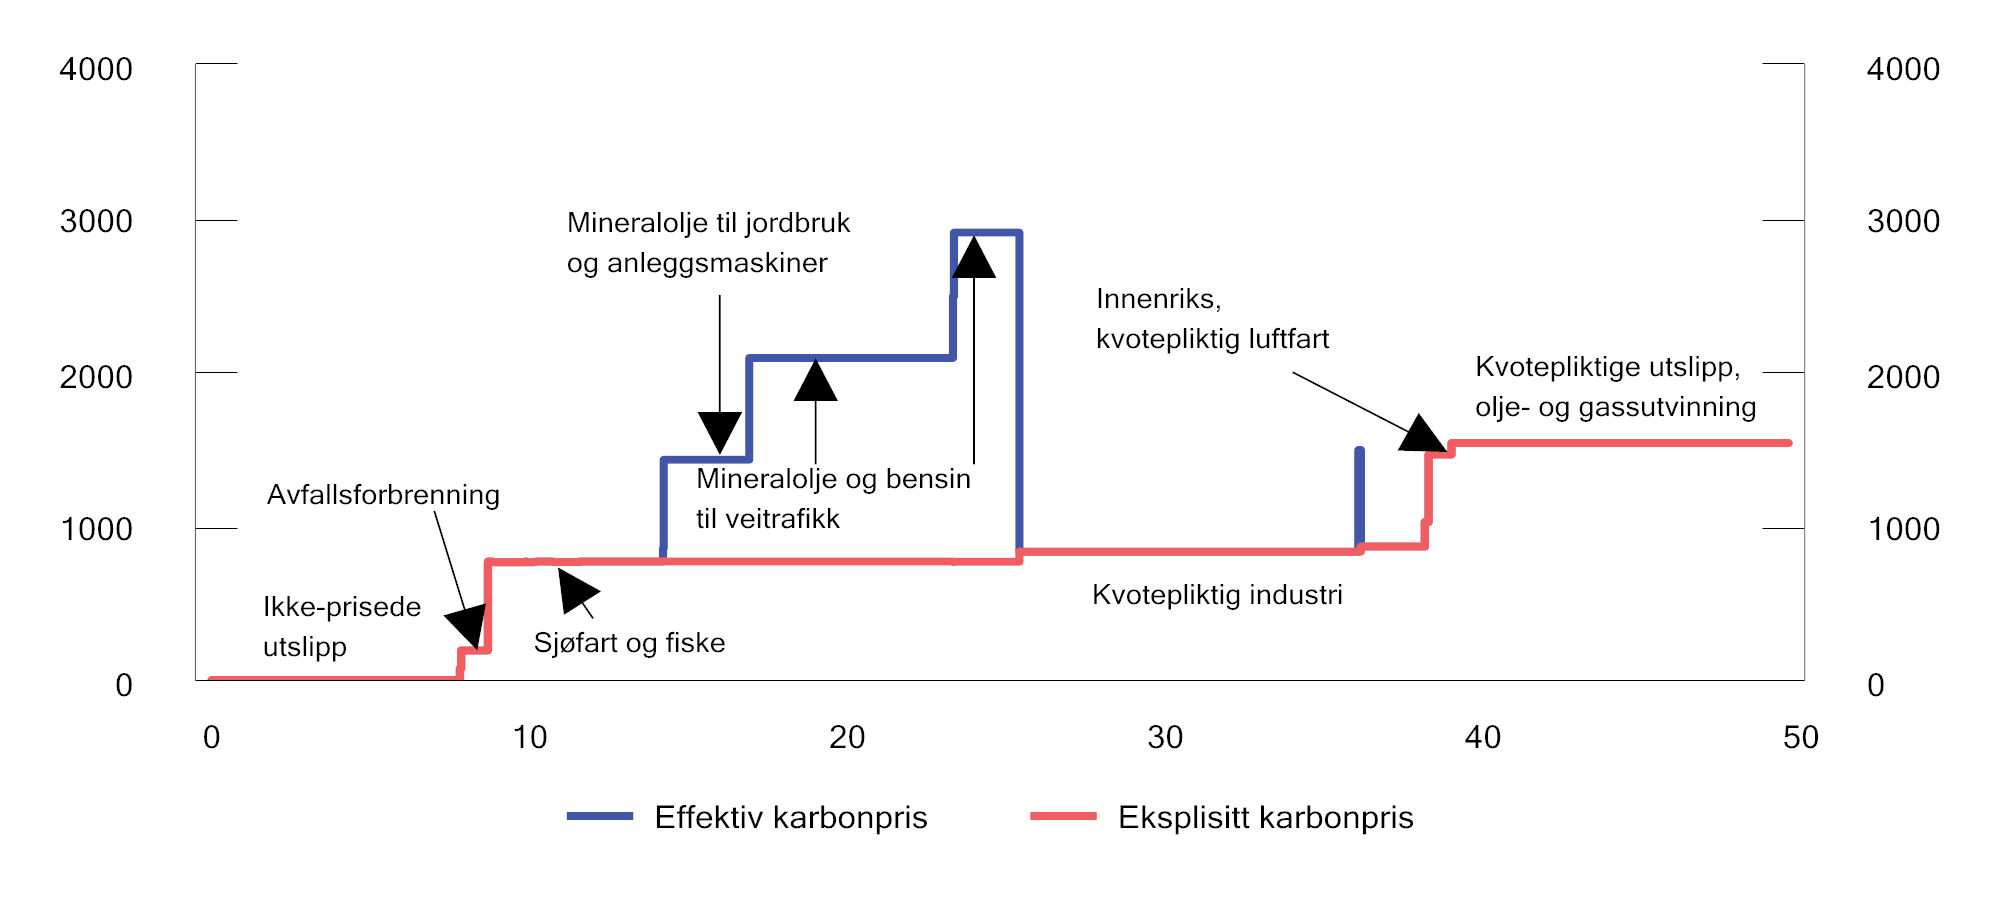 4000
4000
3000
3000
2000
2000
1000
1000
0
0
Mineralolje til jordbruk
og anleggsmaskiner
Innenriks,
kvotepliktig luftfart
Kvotepliktige utslipp,
olje- og gassutvinning
Avfallsforbrenning
Mineralolje og bensin
til veitrafikk
Ikke-prisede
utslipp
Sjøfart og fiske
Kvotepliktig industri
0 10 20 30 40 50
Effektiv karbonpris
Eksplisitt karbonpris